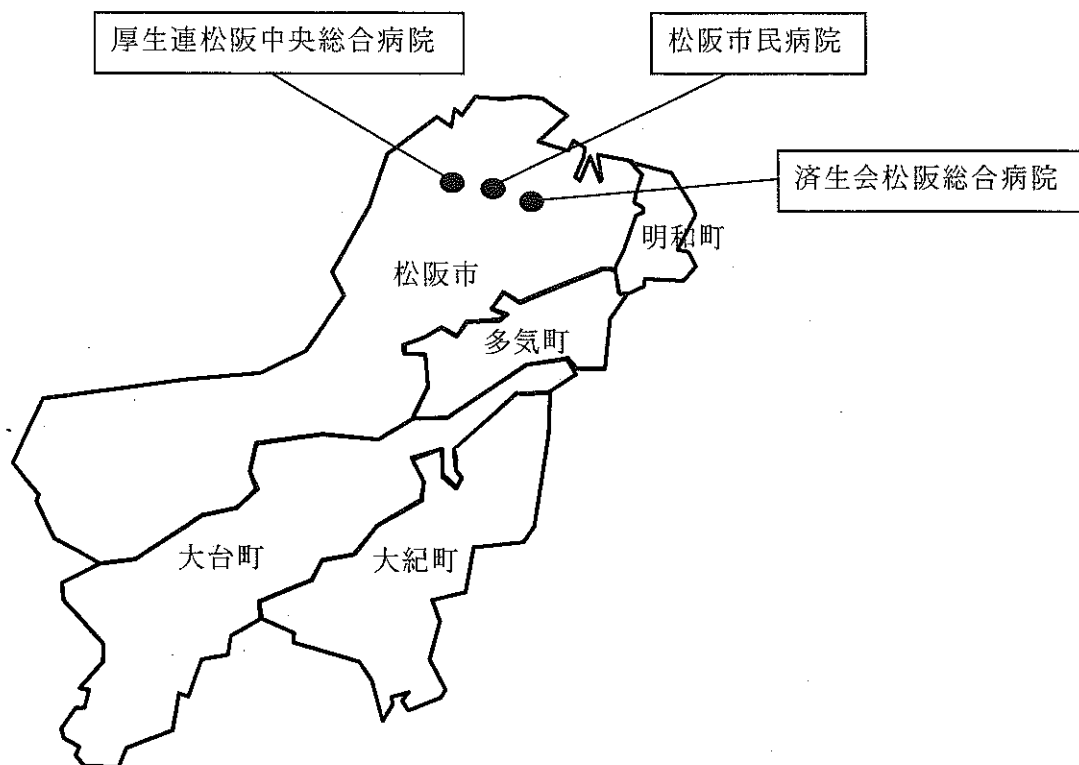 厚生連松阪中央総合病院
松阪市民病院
済生会松阪総合病院
明和町
松阪市
多気町
大台町
大紀町